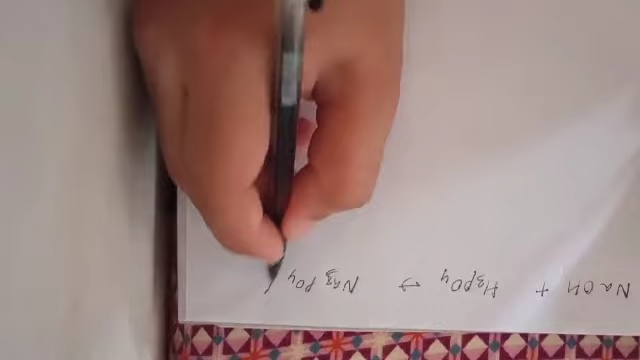 NaOH + H₃PO₄ → Na₃PO₄